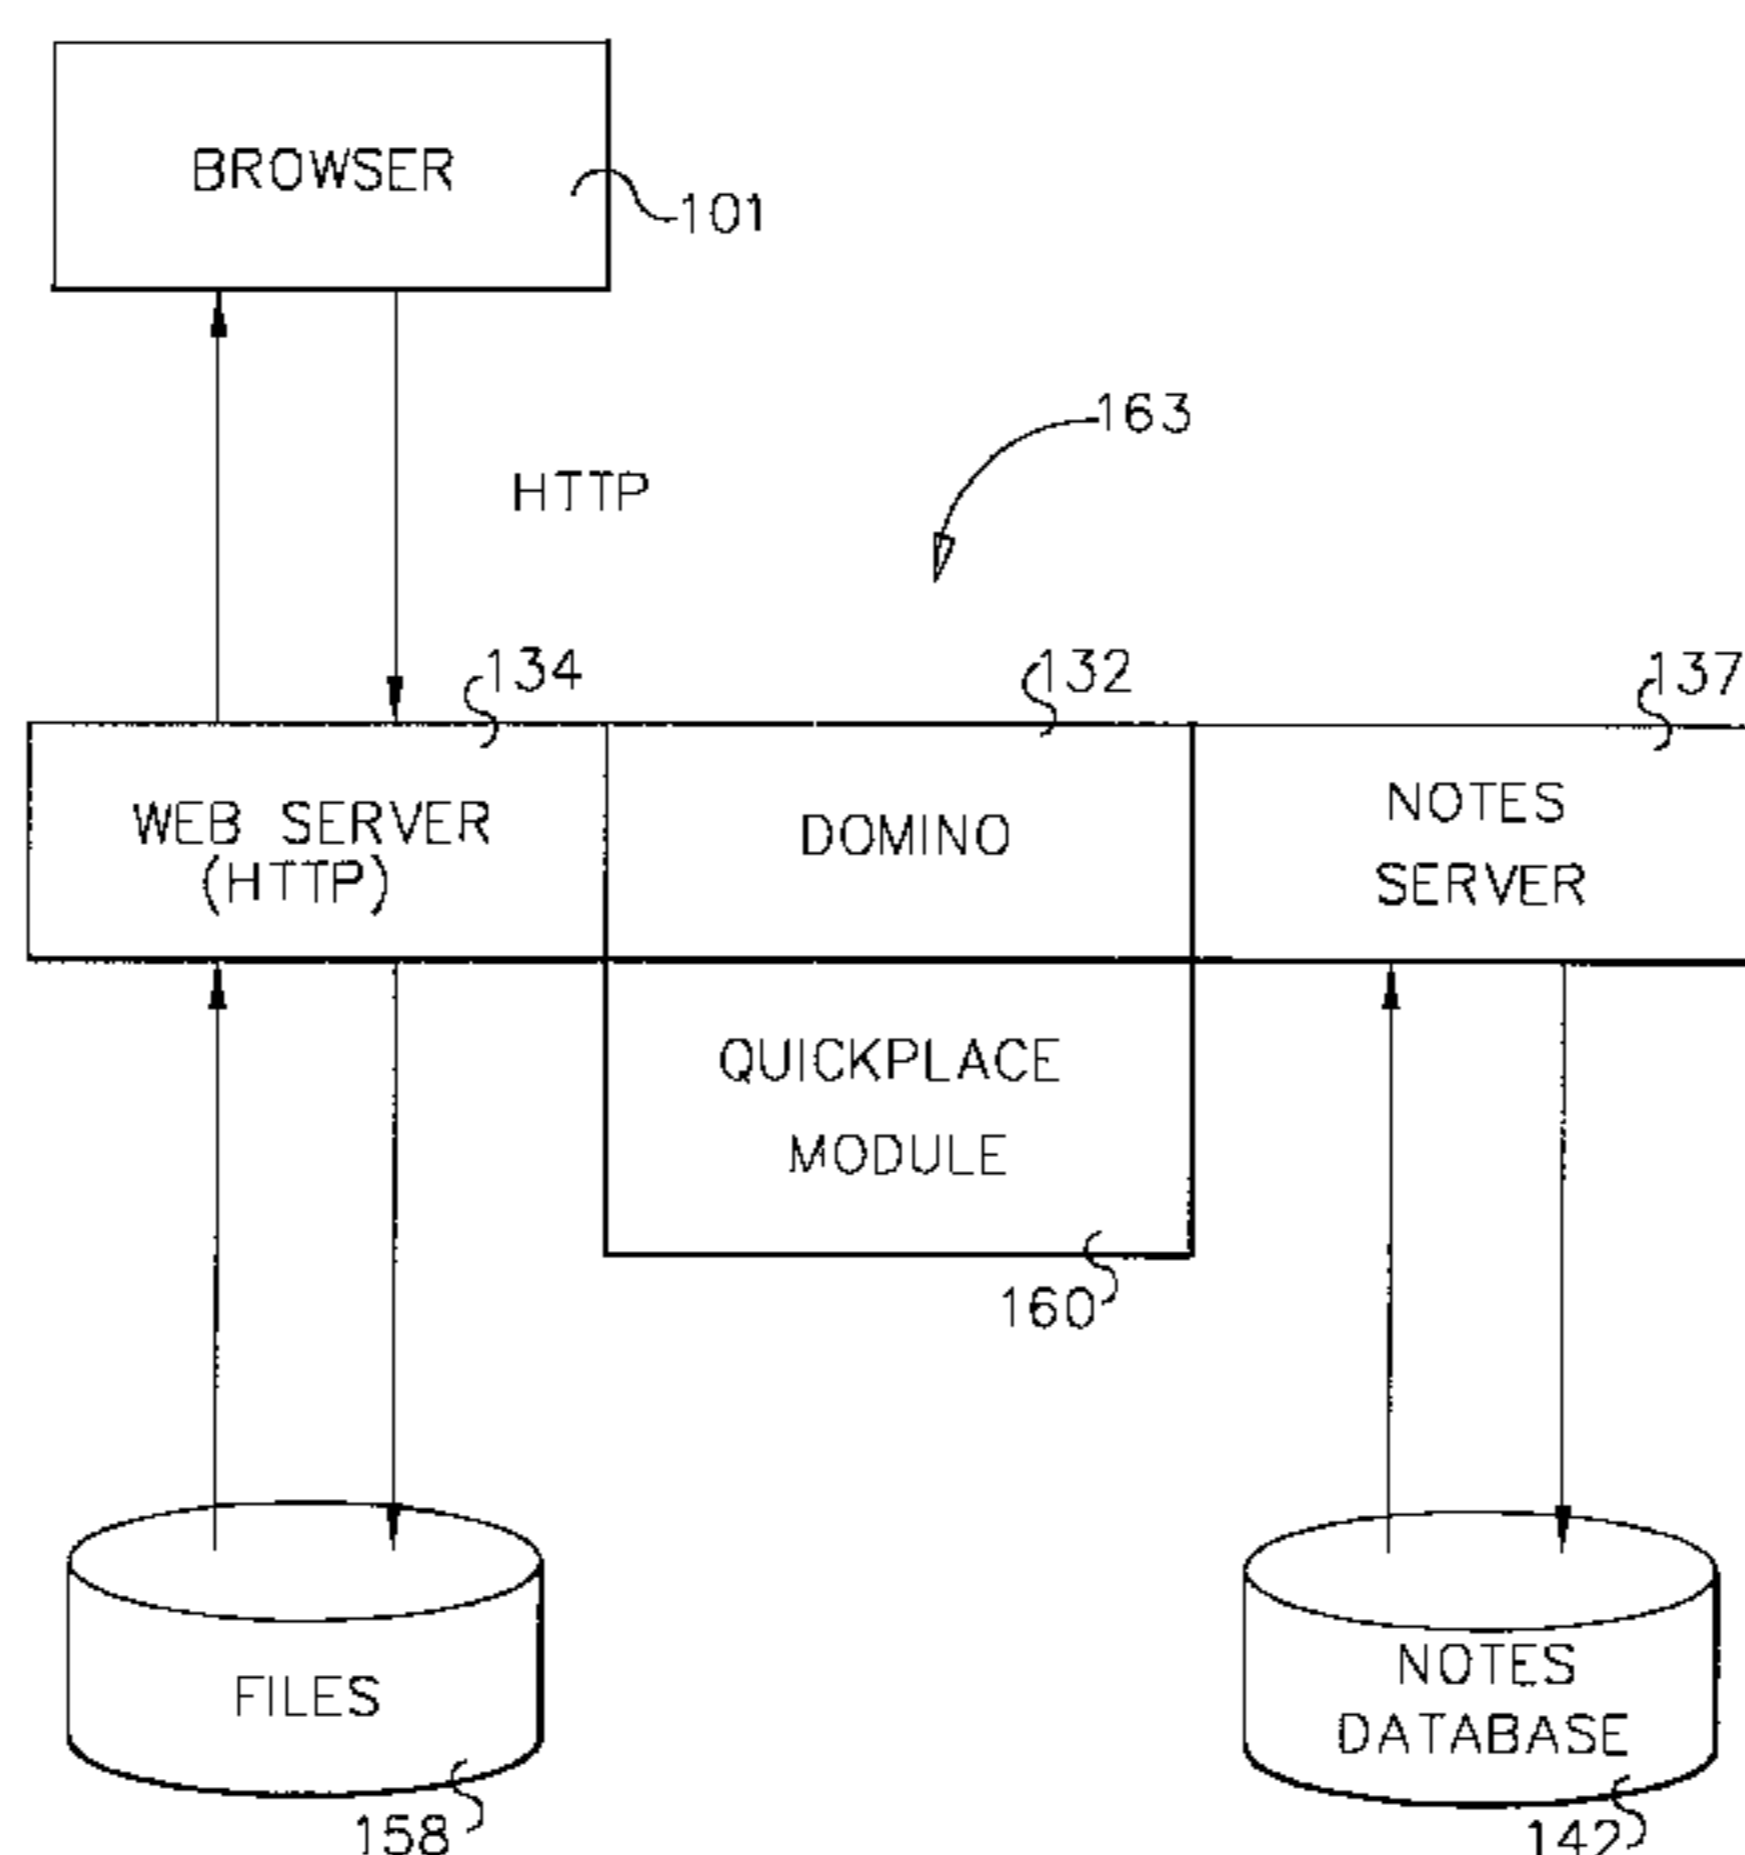 BROWSER
101
163
HTTP
134
132
137
WEB SERVER
(HTTP)
DOMINO
NOTES
SERVER
QUICKPLACE
MODULE
160
FILES
NOTES
DATABASE
158
142